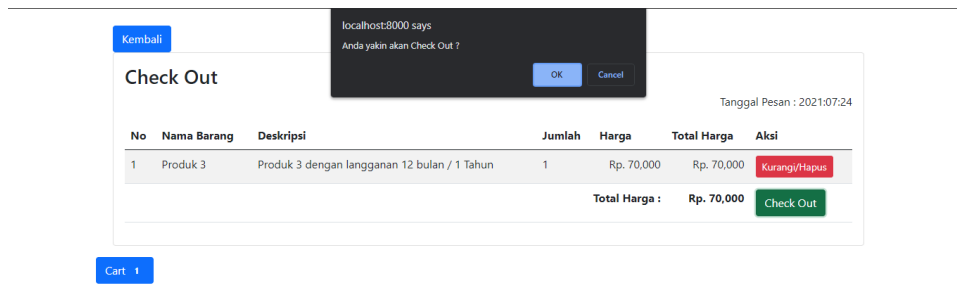 localhost:8000 says
Anda yakin akan Check Out ?
OK Cancel
Kembali
Check Out
Tanggal Pesan : 2021:07:24
No Nama Barang Deskripsi Jumlah Harga Total Harga Aksi
1 Produk 3 Produk 3 dengan langganan 12 bulan / 1 Tahun 1 Rp. 70,000 Rp. 70,000 Kurangi/Hapus
Total Harga : Rp. 70,000 Check Out
Cart 1